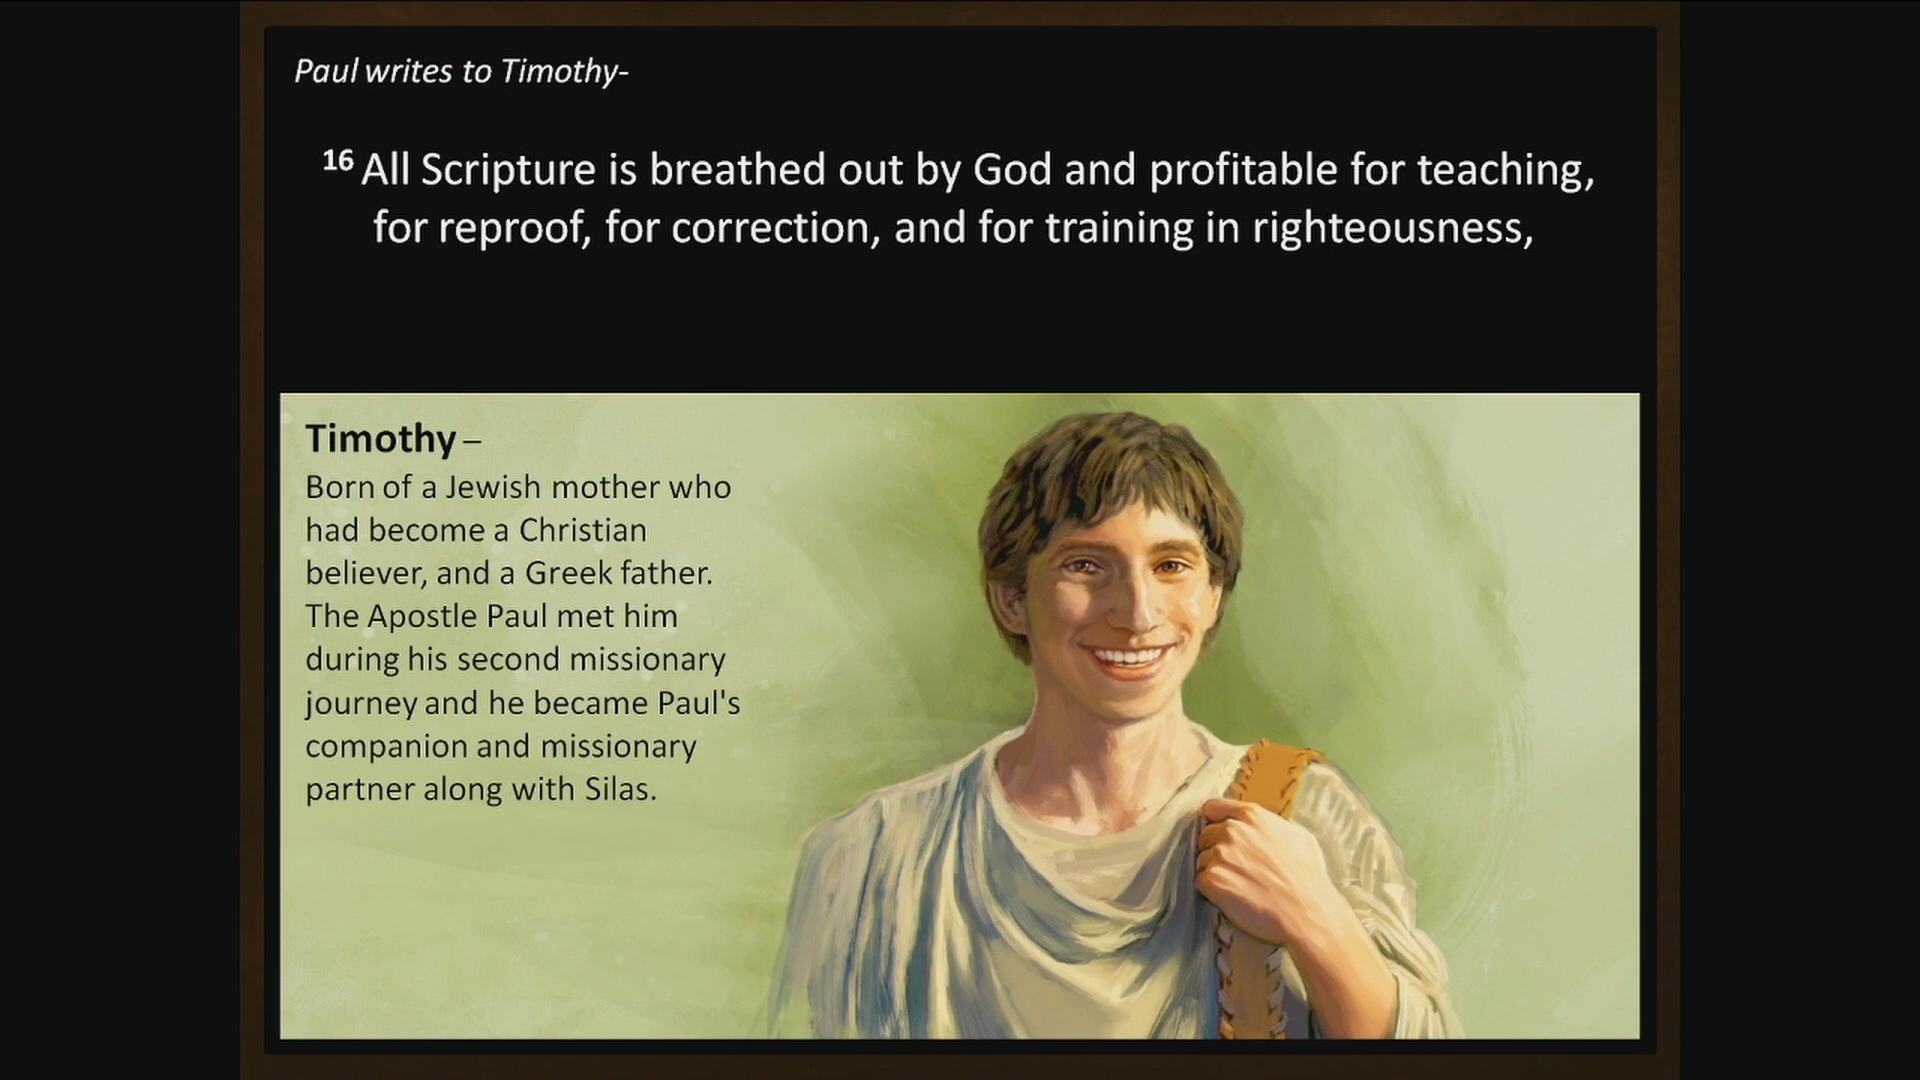 Paul writes to Timothy-
16 All Scripture is breathed out by God and profitable for teaching,
for reproof, for correction, and for training in righteousness,
Timothy –
Born of a Jewish mother who
had become a Christian
believer, and a Greek father.
The Apostle Paul met him
during his second missionary
journey and he became Paul's
companion and missionary
partner along with Silas.